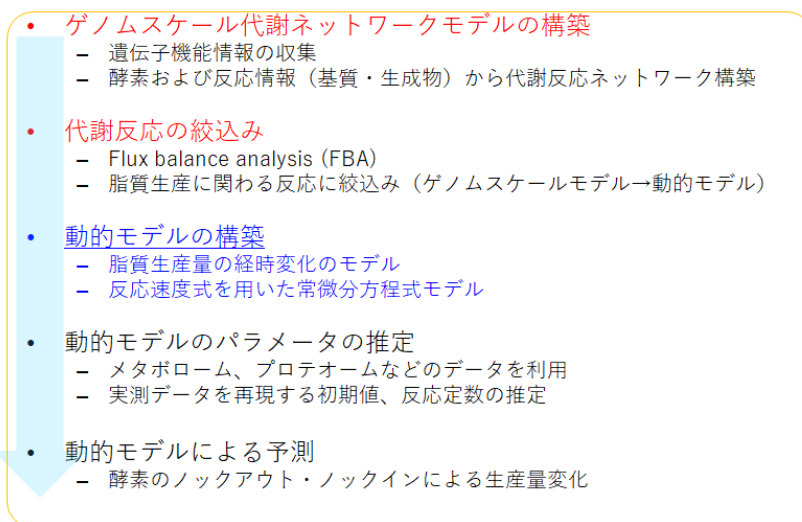 • ゲノムスケール代謝ネットワークモデルの構築
– 遺伝子機能情報の収集
– 酵素および反応情報（基質・生成物）から代謝反応ネットワーク構築
• 代謝反応の絞込み
– Flux balance analysis (FBA)
– 脂質生産に関わる反応に絞込み（ゲノムスケールモデル→動的モデル）
• 動的モデルの構築
– 脂質生産量の経時変化のモデル
– 反応速度式を用いた常微分方程式モデル
• 動的モデルのパラメータの推定
– メタボローム、プロテオームなどのデータを利用
– 実測データを再現する初期値、反応定数の推定
• 動的モデルによる予測
– 酵素のノックアウト・ノックインによる生産量変化